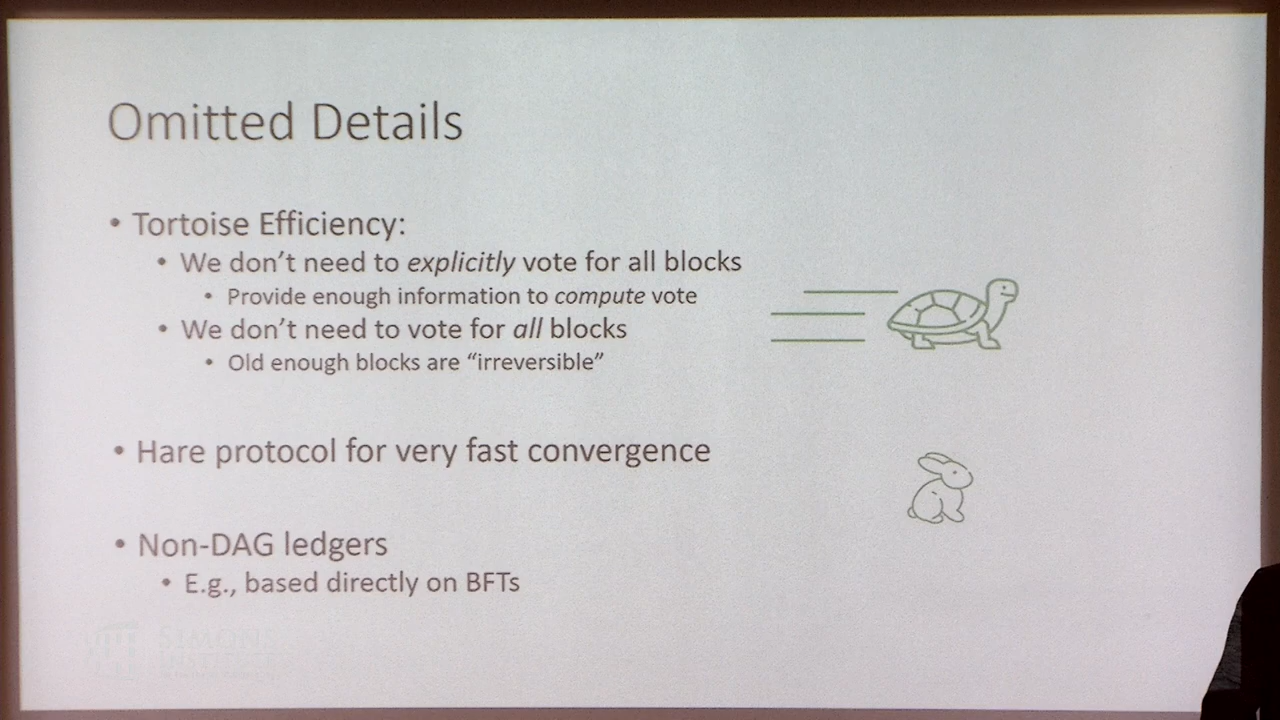 Omitted Details
• Tortoise Efficiency:
• We don't need to explicitly vote for all blocks
• Provide enough information to compute vote
• We don't need to vote for all blocks
• Old enough blocks are "irreversible"
• Hare protocol for very fast convergence
• Non-DAG ledgers
• E.g., based directly on BFTs
SIMONS
INSTITUTE